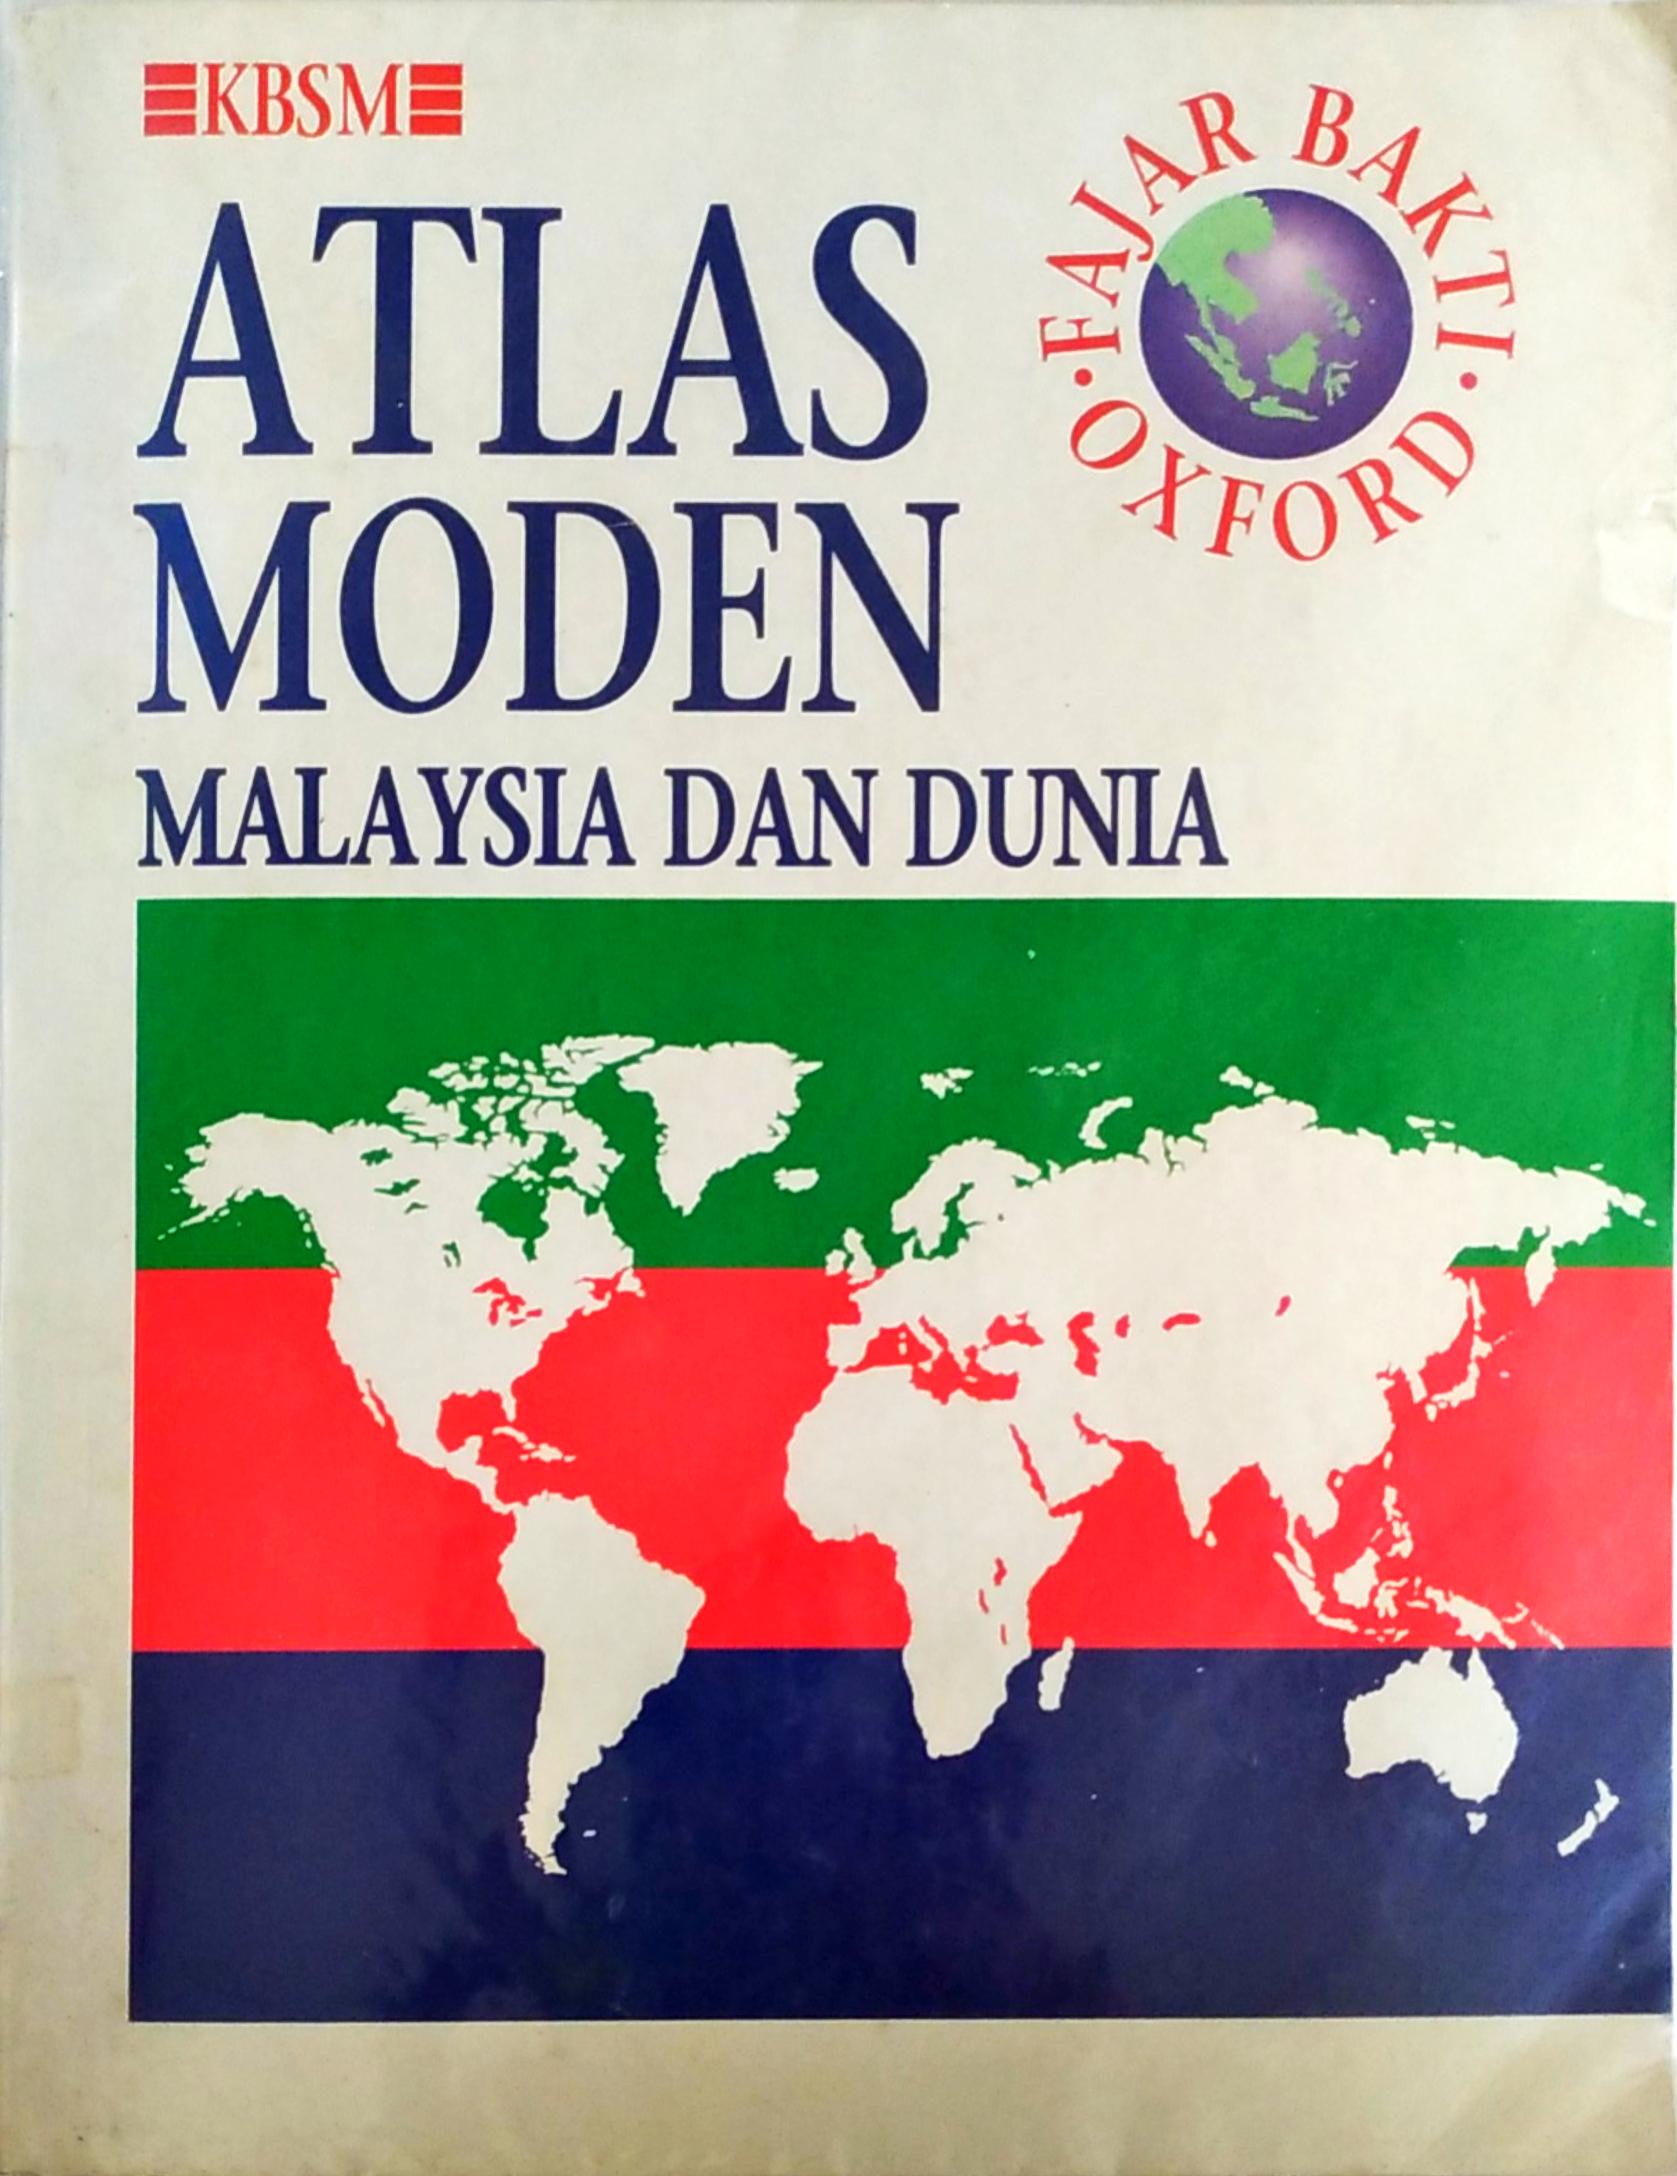 KBSM
ATLAS
MODEN
MALAYSIA DAN DUNIA
FAJAR BAKTI
OXFORD